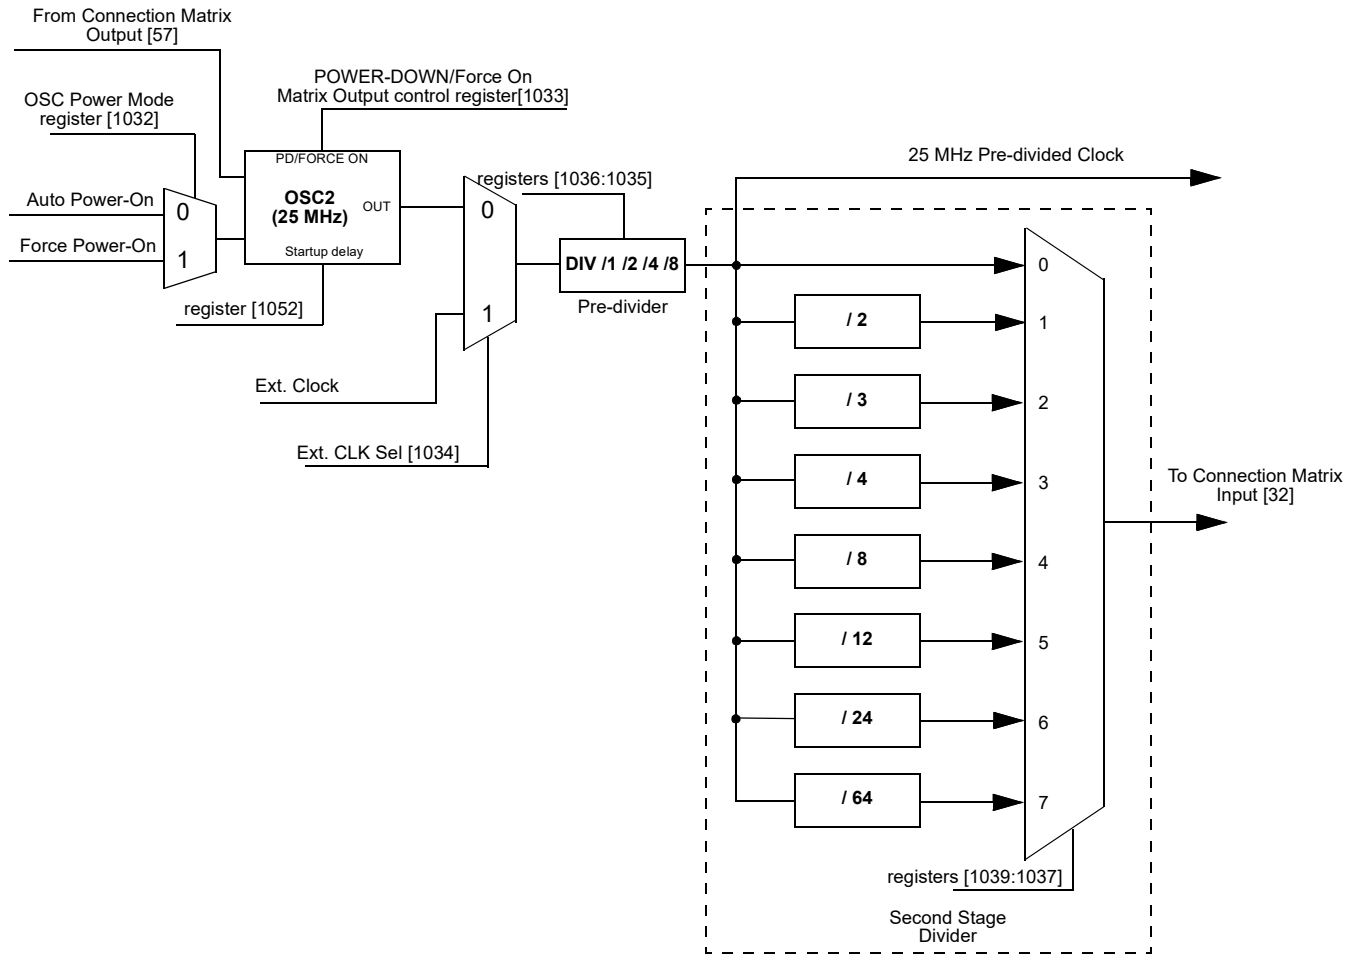 From Connection Matrix
Output [57]
POWER-DOWN/Force On
Matrix Output control register[1033]
OSC Power Mode
register [1032]
PD/FORCE ON
OSC2
(25 MHz)
OUT
Startup delay
Auto Power-On
0
Force Power-On
1
register [1052]
0
1
Ext. Clock
Ext. CLK Sel [1034]
registers [1036:1035]
DIV /1 /2 /4 /8
Pre-divider
25 MHz Pre-divided Clock
0
/ 2
1
/ 3
2
/ 4
3
/ 8
4
/ 12
5
/ 24
6
/ 64
7
To Connection Matrix
Input [32]
registers [1039:1037]
Second Stage
Divider